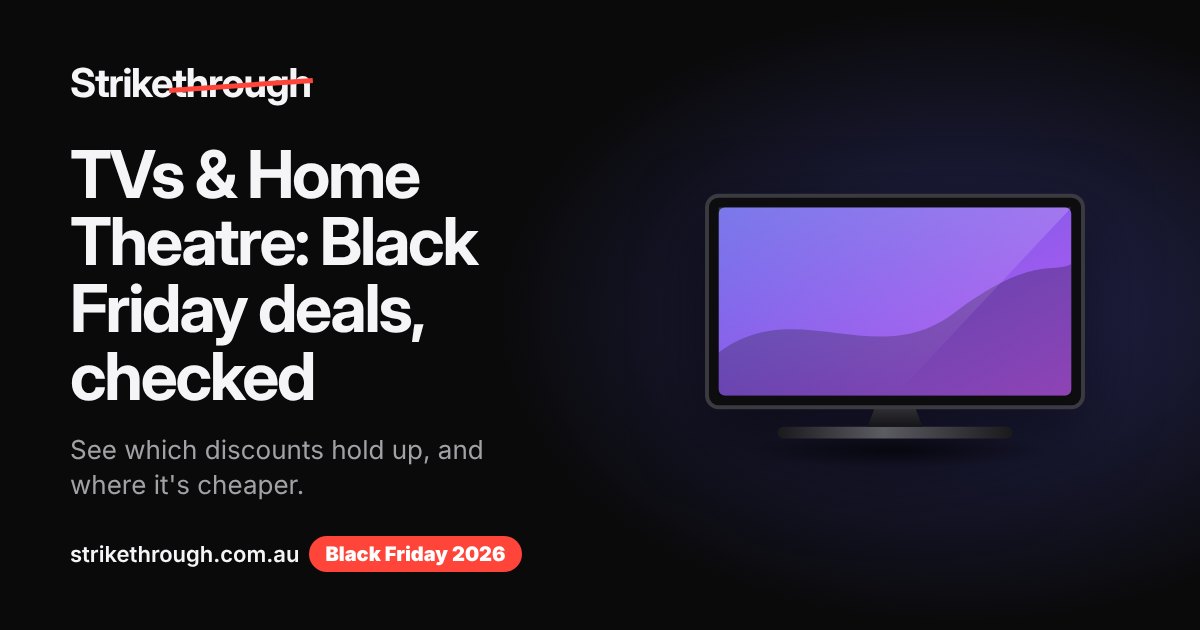 Strikethrough
TVs & Home
Theatre: Black
Friday deals,
checked
See which discounts hold up, and
where it's cheaper.
strikethrough.com.au Black Friday 2026